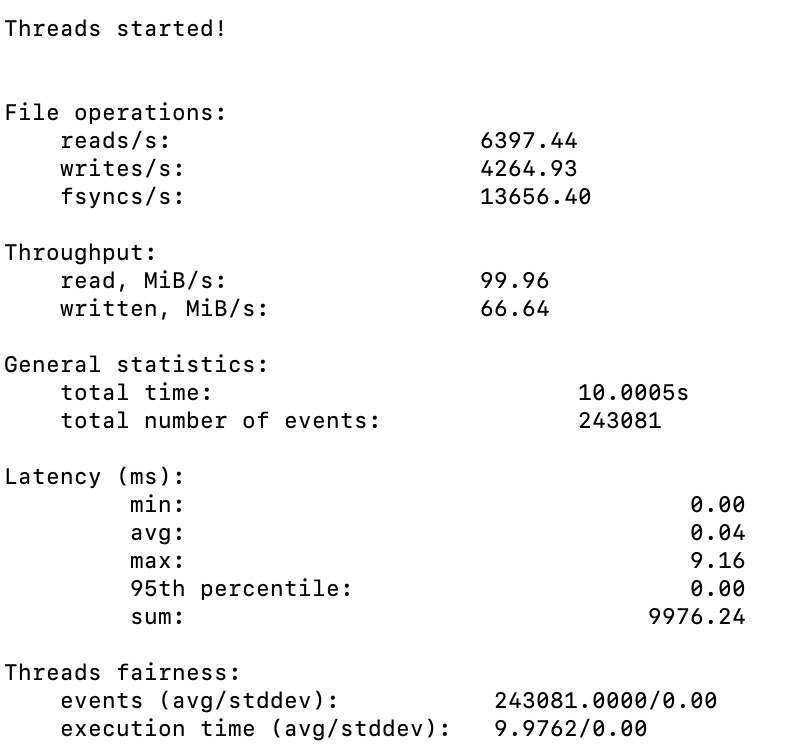 Threads started!
File operations:
reads/s: 6397.44
writes/s: 4264.93
fsyncs/s: 13656.40
Throughput:
read, MiB/s: 99.96
written, MiB/s: 66.64
General statistics:
total time: 10.0005s
total number of events: 243081
Latency (ms):
min: 0.00
avg: 0.04
max: 9.16
95th percentile: 0.00
sum: 9976.24
Threads fairness:
events (avg/stddev): 243081.0000/0.00
execution time (avg/stddev): 9.9762/0.00